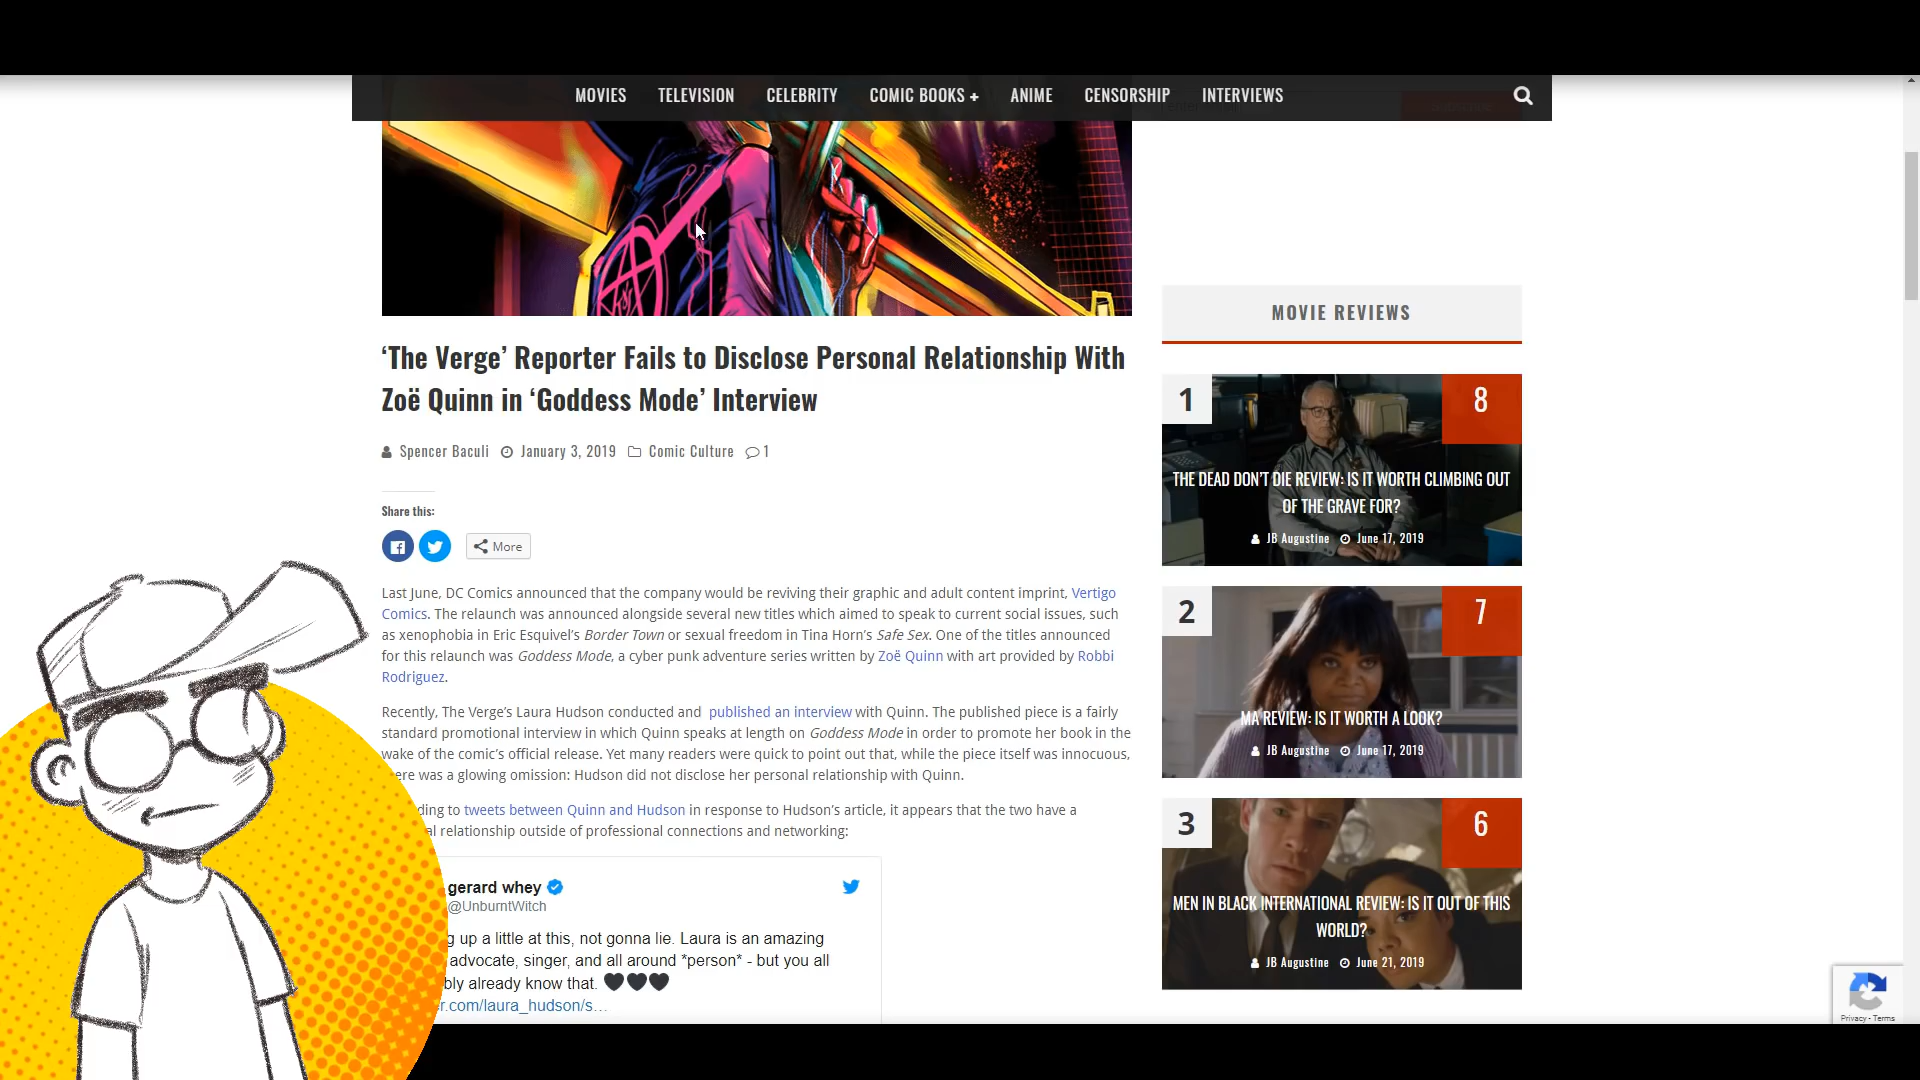 MOVIES TELEVISION CELEBRITY COMIC BOOKS + ANIME CENSORSHIP INTERVIEWS
‘The Verge’ Reporter Fails to Disclose Personal Relationship With
Zoë Quinn in ‘Goddess Mode’ Interview
Spencer Baculi January 3, 2019 Comic Culture 1
Share this:
More
Last June, DC Comics announced that the company would be reviving their graphic and adult content imprint, Vertigo
Comics. The relaunch was announced alongside several new titles which aimed to speak to current social issues, such
as xenophobia in Eric Esquivel’s Border Town or sexual freedom in Tina Horn’s Safe Sex. One of the titles announced
for this relaunch was Goddess Mode, a cyber punk adventure series written by Zoë Quinn with art provided by Robbi
Rodriguez.
Recently, The Verge’s Laura Hudson conducted and published an interview with Quinn. The published piece is a fairly
standard promotional interview in which Quinn speaks at length on Goddess Mode in order to promote her book in the
wake of the comic’s official release. Yet many readers were quick to point out that, while the piece itself was innocuous,
ere was a glowing omission: Hudson did not disclose her personal relationship with Quinn.
ding to tweets between Quinn and Hudson in response to Hudson’s article, it appears that the two have a
al relationship outside of professional connections and networking:
gerard whey
@UnburntWitch
g up a little at this, not gonna lie. Laura is an amazing
advocate, singer, and all around *person* - but you all
bly already know that. 🖤🖤🖤
r.com/laura_hudson/s…
MOVIE REVIEWS
1
8
THE DEAD DON’T DIE REVIEW: IS IT WORTH CLIMBING OUT
OF THE GRAVE FOR?
JB Augustine June 17, 2019
2
7
MA REVIEW: IS IT WORTH A LOOK?
JB Augustine June 17, 2019
3
6
MEN IN BLACK INTERNATIONAL REVIEW: IS IT OUT OF THIS
WORLD?
JB Augustine June 21, 2019
Privacy - Terms